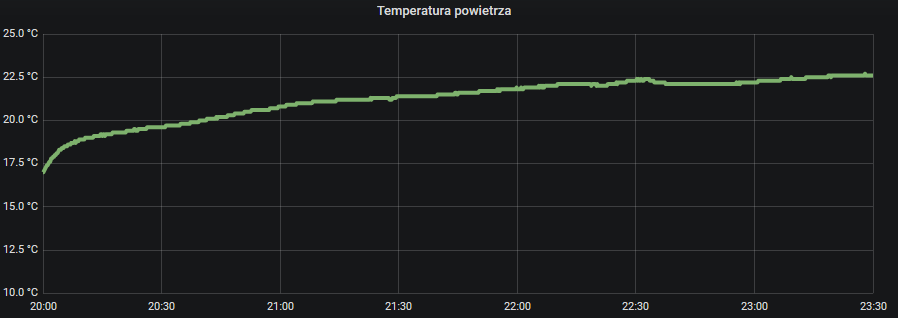 Temperatura powietrza
25.0 °C
22.5 °C
20.0 °C
17.5 °C
15.0 °C
12.5 °C
10.0 °C
20:00 20:30 21:00 21:30 22:00 22:30 23:00 23:30